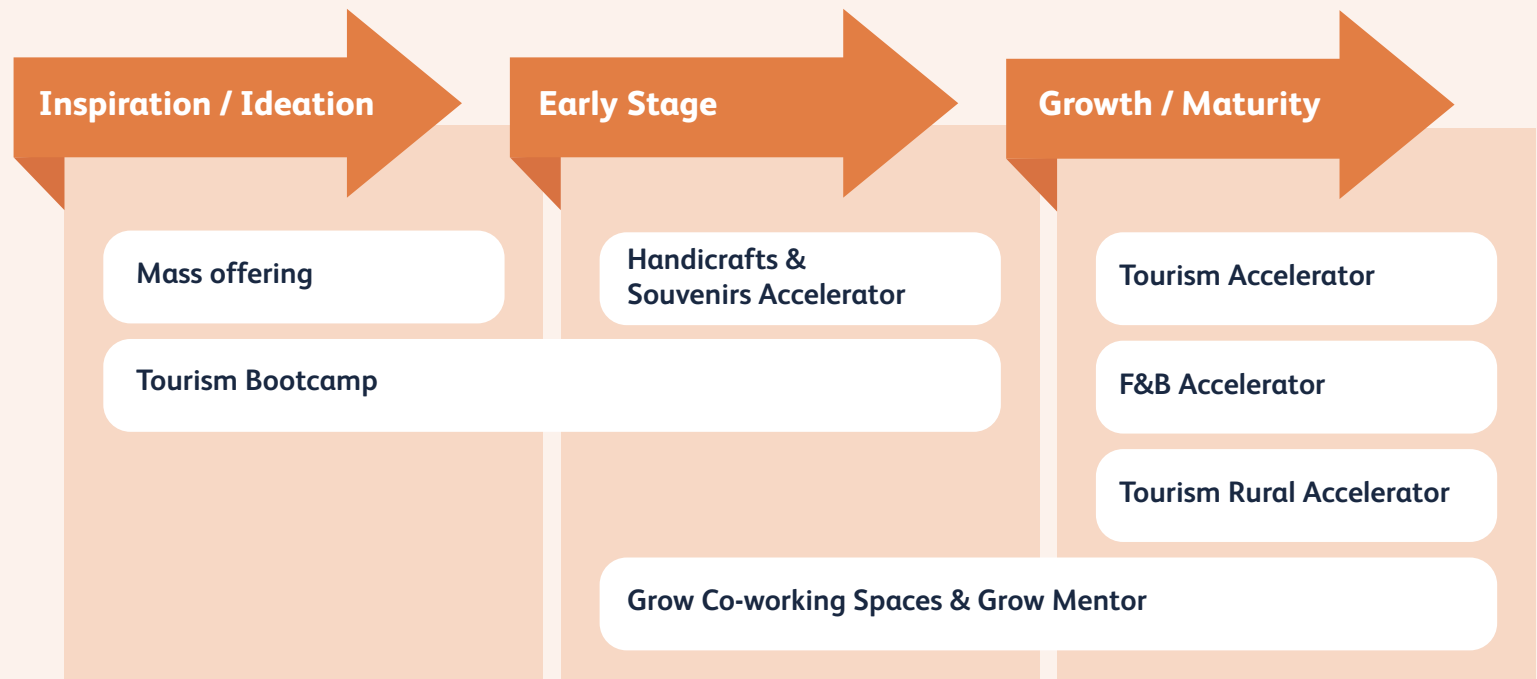 Inspiration / Ideation
Early Stage
Growth / Maturity
Mass offering
Handicrafts &
Souvenirs Accelerator
Tourism Accelerator
Tourism Bootcamp
F&B Accelerator
Tourism Rural Accelerator
Grow Co-working Spaces & Grow Mentor